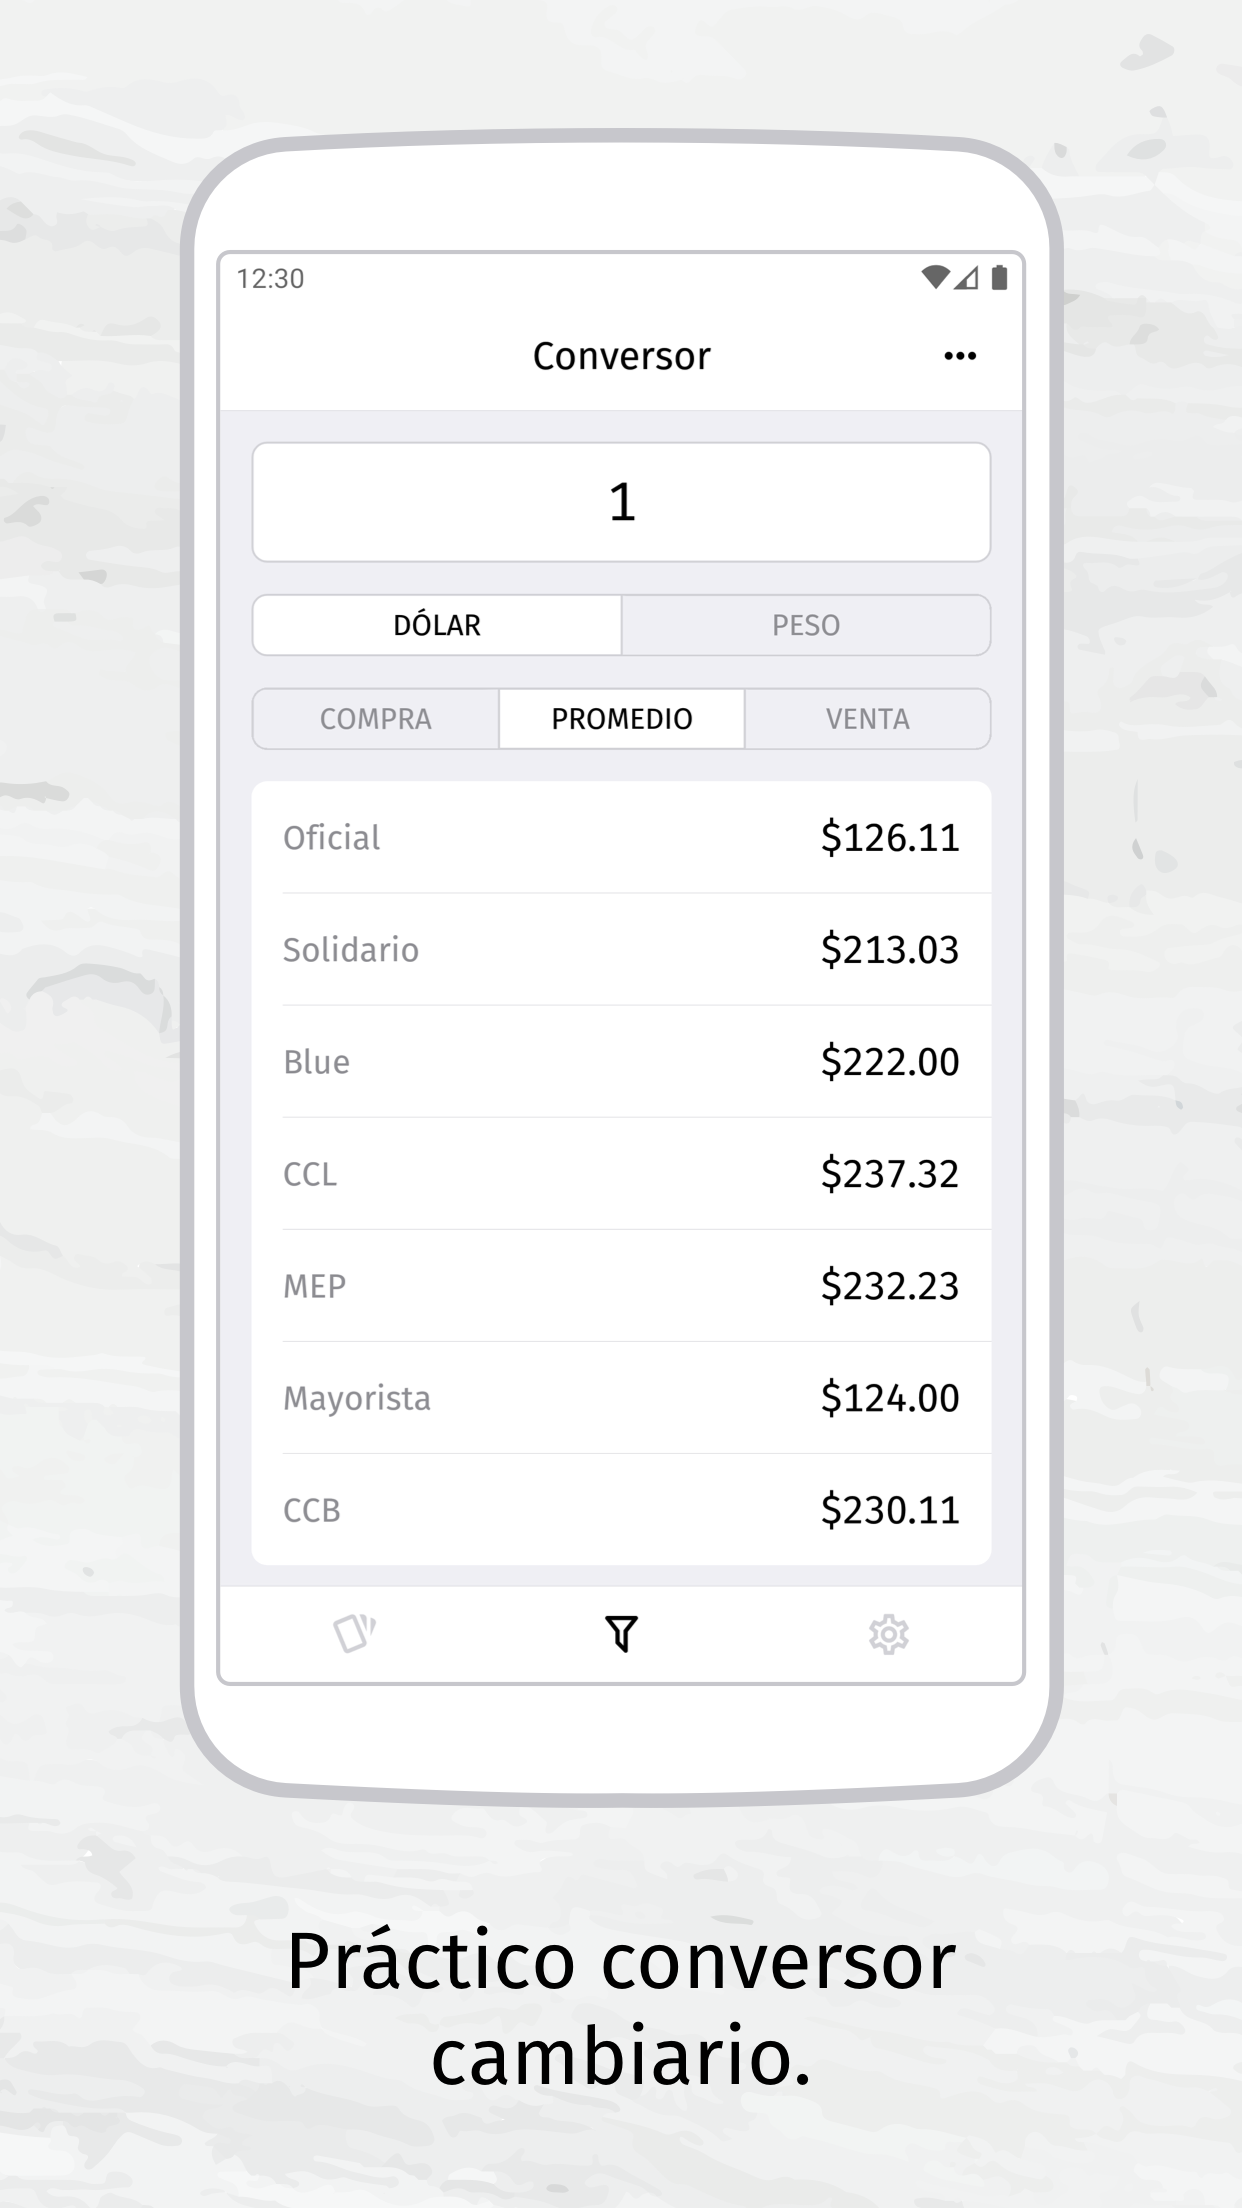 12:30
Conversor
1
DÓLAR PESO
COMPRA PROMEDIO VENTA
Oficial $126.11
Solidario $213.03
Blue $222.00
CCL $237.32
MEP $232.23
Mayorista $124.00
CCB $230.11
Práctico conversor
cambiario.